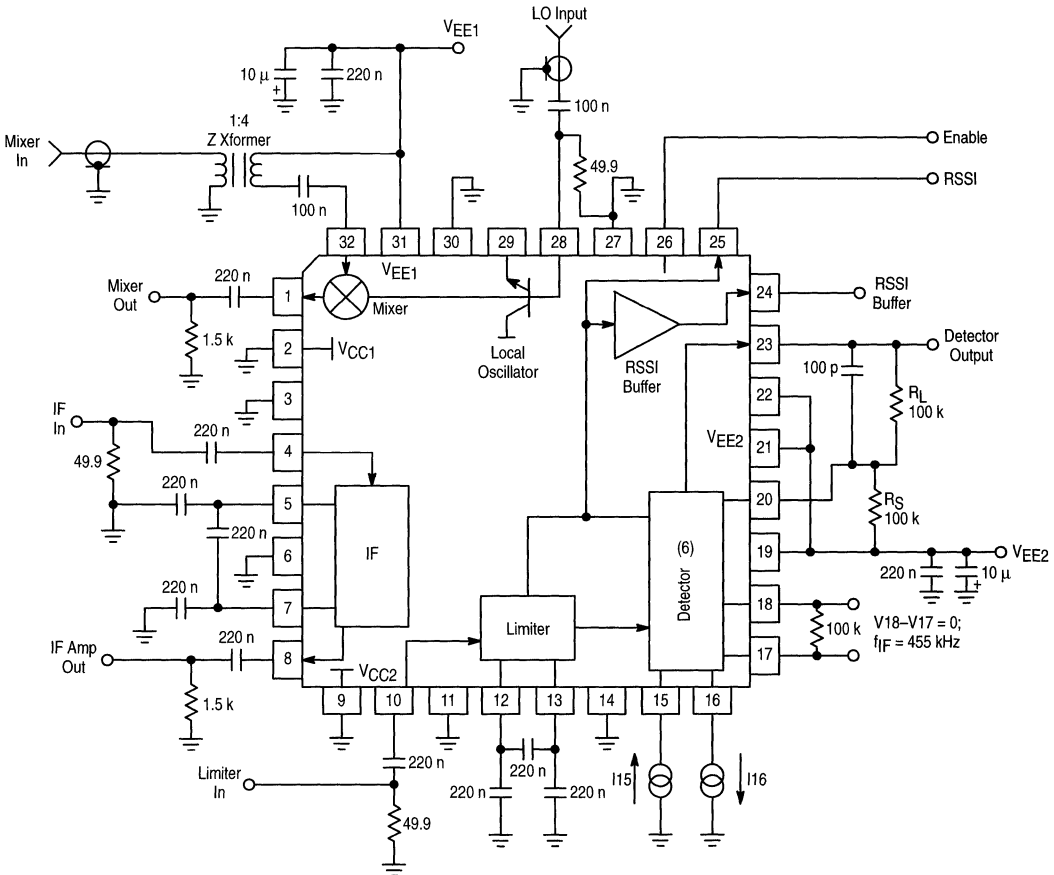 LO Input
VEE1
10 µ
+
220 n
100 n
1:4
Z Xformer
Mixer
In
100 n
49.9
Enable
RSSI
32
31
30
29
28
27
26
25
VEE1
Mixer
Out
220 n
1
Mixer
1.5 k
2
VCC1
Local
Oscillator
RSSI
Buffer
24
RSSI
Buffer
23
Detector
Output
100 p
RL
100 k
3
22
IF
In
220 n
4
VEE2
21
49.9
220 n
5
20
RS
100 k
220 n
6
IF
(6)
Detector
19
VEE2
220 n
10 µ
+
220 n
7
Limiter
18
100 k
V18–V17 = 0;
fIF = 455 kHz
17
IF Amp
Out
220 n
8
VCC2
1.5 k
9
10
11
12
13
14
15
16
Limiter
In
220 n
220 n
220 n
220 n
I15
I16
49.9